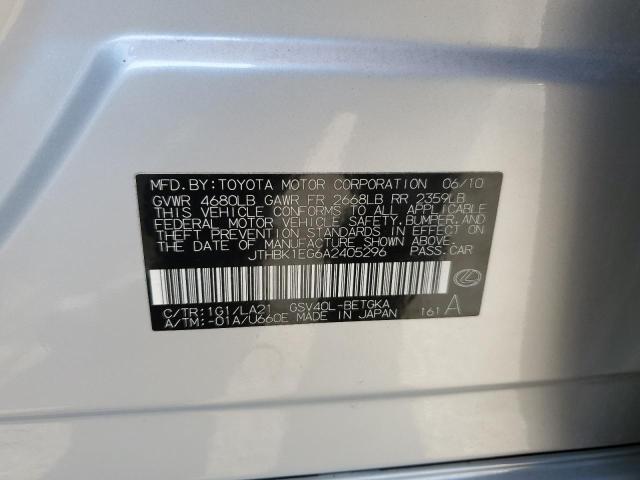 MFD. BY: TOYOTA MOTOR CORPORATION 06/10
GVWR 4680LB GAWR FR 2668LB RR 2359LB
THIS VEHICLE CONFORMS TO ALL APPLICABLE
FEDERAL MOTOR VEHICLE SAFETY, BUMPER, AND
THEFT PREVENTION STANDARDS IN EFFECT ON
THE DATE OF MANUFACTURE SHOWN ABOVE.
JTHBK1EG6A2405296 PASS.CAR
C/TR:1G1/LA21 GSV40L-BETGKA
A/TM:-01A/U660E MADE IN JAPAN 161 A